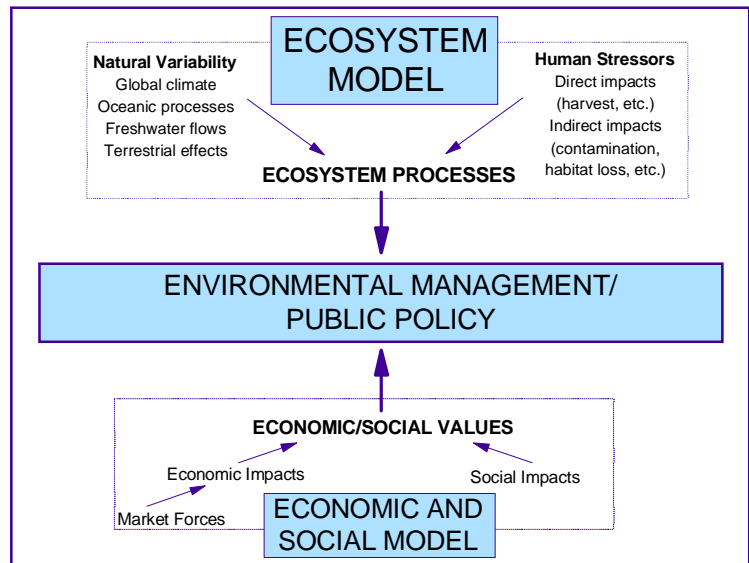 ECOSYSTEM
MODEL
Natural Variability
Global climate
Oceanic processes
Freshwater flows
Terrestrial effects
Human Stressors
Direct impacts
(harvest, etc.)
Indirect impacts
(contamination,
habitat loss, etc.)
ECOSYSTEM PROCESSES
ENVIRONMENTAL MANAGEMENT/
PUBLIC POLICY
ECONOMIC/SOCIAL VALUES
Economic Impacts
Social Impacts
Market Forces
ECONOMIC AND
SOCIAL MODEL